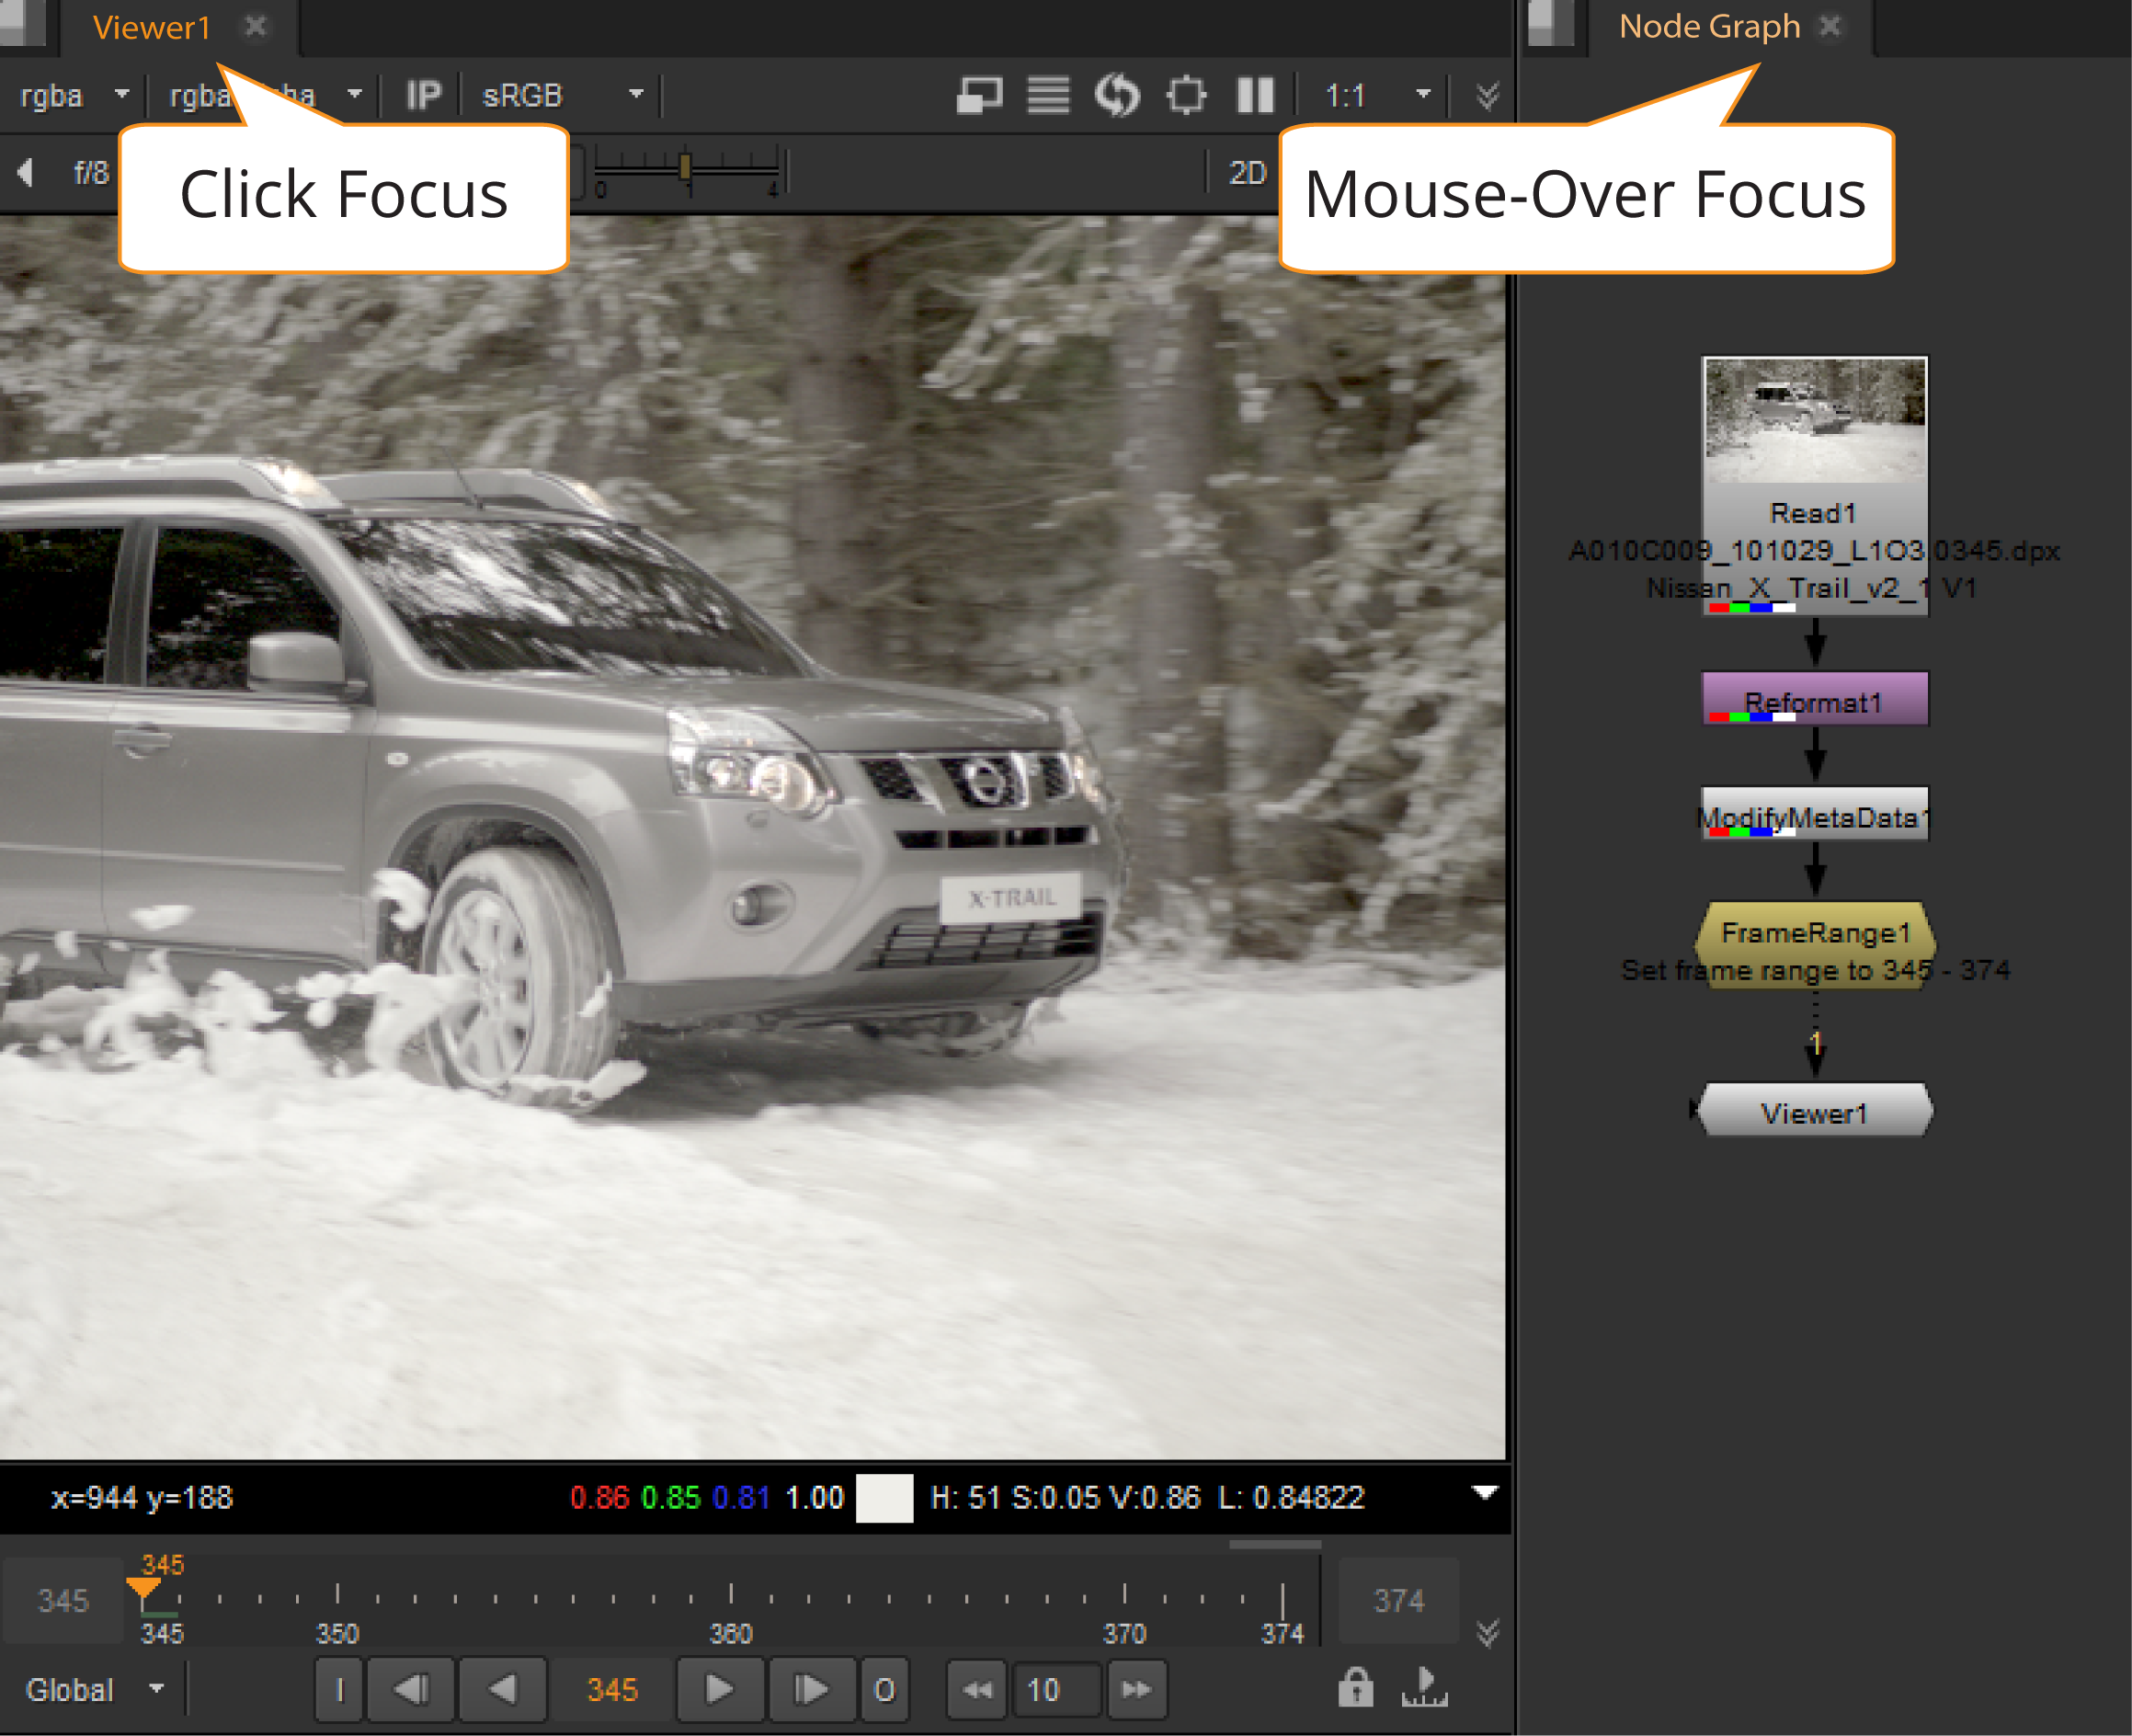 Viewer1
Node Graph
rgba
IP
sRGB
1:1
f/8
Click Focus
0
1
4
2D
Mouse-Over Focus
Read1
A010C009_101029_L1O3.0345.dpx
Nissan_X_Trail_v2_1 V1
Reformat1
ModifyMetaData1
X-TRAIL
FrameRange1
Set frame range to 345 - 374
1
Viewer1
x=944 y=188
0.86 0.85 0.81 1.00
H: 51 S:0.05 V:0.86 L: 0.84822
345
345
374
345 350 360 370 374
Global
I
345
O
10